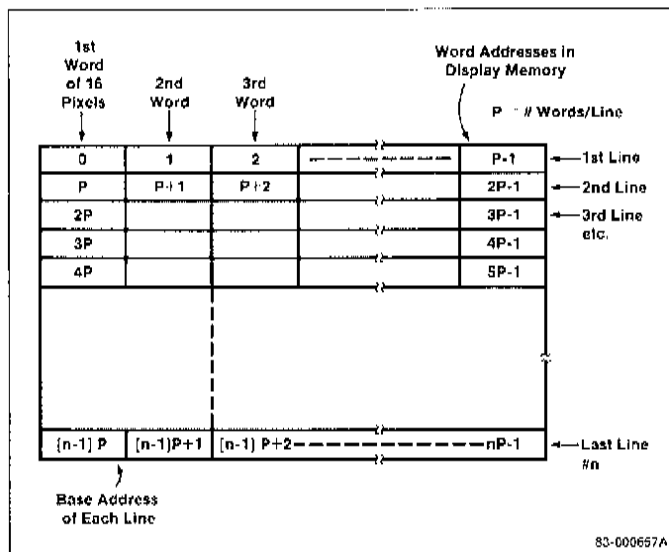 1st
Word
of 16
Pixels
2nd
Word
3rd
Word
Word Addresses in
Display Memory
P = # Words/Line
0 1 2 P-1 1st Line
P P+1 P+2 2P-1 2nd Line
2P 3P-1 3rd Line
etc.
3P 4P-1
4P 5P-1
(n-1) P (n-1)P+1 (n-1) P+2 nP-1 Last Line
#n
Base Address
of Each Line
83-000657A